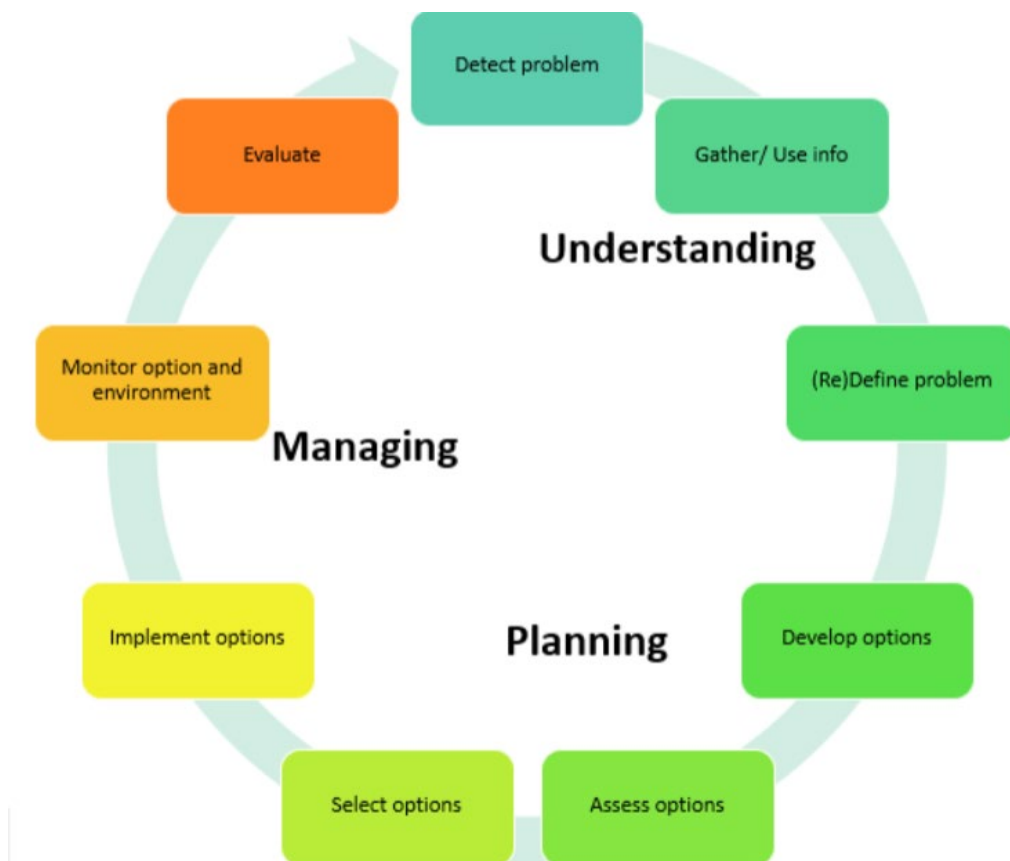 Detect problem
Gather/ Use info
Understanding
(Re)Define problem
Develop options
Planning
Assess options
Select options
Implement options
Managing
Monitor option and
environment
Evaluate